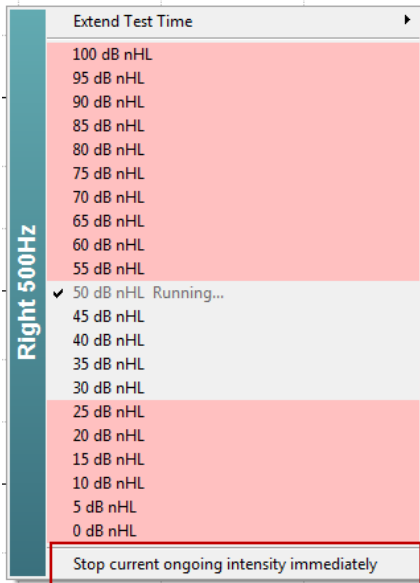 Extend Test Time
100 dB nHL
95 dB nHL
90 dB nHL
85 dB nHL
80 dB nHL
75 dB nHL
70 dB nHL
65 dB nHL
60 dB nHL
55 dB nHL
50 dB nHL Running...
45 dB nHL
40 dB nHL
35 dB nHL
30 dB nHL
25 dB nHL
20 dB nHL
15 dB nHL
10 dB nHL
5 dB nHL
0 dB nHL
Stop current ongoing intensity immediately
Right 500Hz